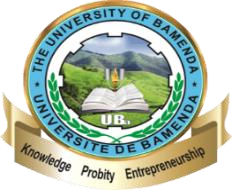 THE UNIVERSITY OF BAMENDA
UBa
UNIVERSITE DE BAMENDA
Knowledge Probity Entrepreneurship